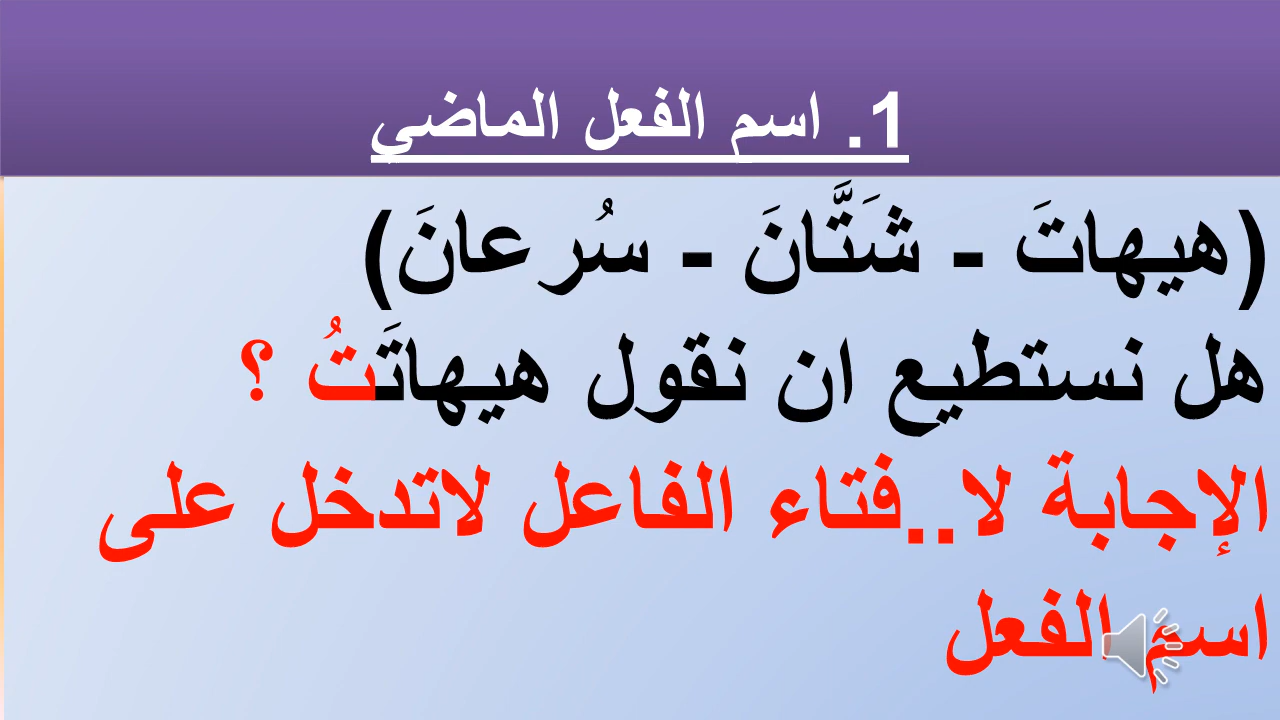 1. اسم الفعل الماضي
(هيهاتَ - شَتَّانَ - سُرعانَ)
هل نستطيع ان نقول هيهاتَتُ ؟
الإجابة لا..فتاء الفاعل لاتدخل على
اسم الفعل